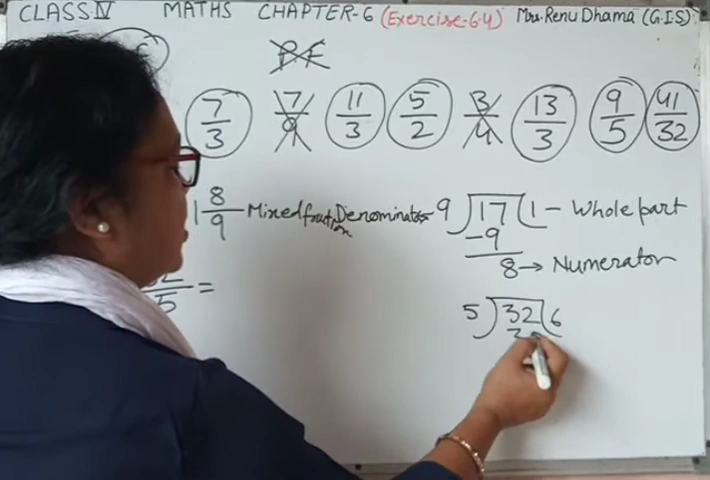 CLASS IV MATHS CHAPTER-6 (Exercise-6.4) Mrs. Renu Dhama (G.I.S)
P.F
7/3 7/9 11/3 5/2 3/4 13/3 9/5 41/32
1 8/9 - Mixed fraction Denominator 9 ) 17 ( 1 - Whole part
-9
8 → Numerator
5 =
5 ) 32 ( 6